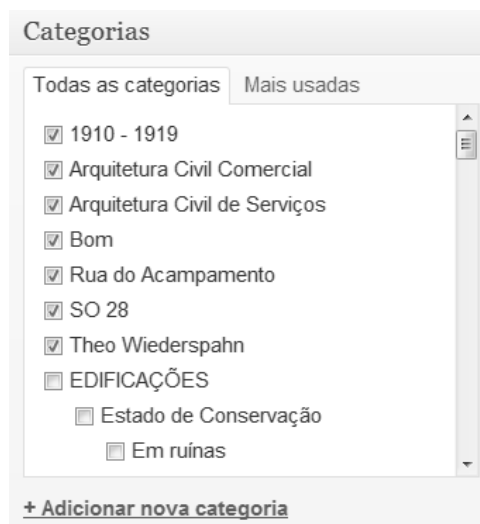 Categorias
Todas as categorias Mais usadas
1910 - 1919
Arquitetura Civil Comercial
Arquitetura Civil de Serviços
Bom
Rua do Acampamento
SO 28
Theo Wiederspahn
EDIFICAÇÕES
Estado de Conservação
Em ruínas
+ Adicionar nova categoria